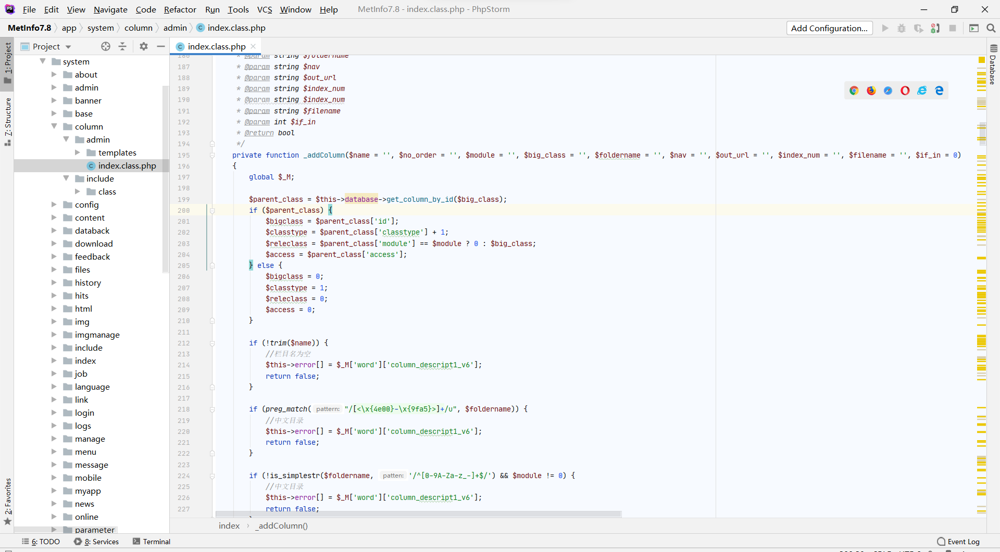 File Edit View Navigate Code Refactor Run Tools VCS Window Help MetInfo7.8 - index.class.php - PhpStorm
MetInfo7.8 app system column admin index.class.php Add Configuration...
1: Project
7: Structure
2: Favorites
Project
system
about
admin
banner
base
column
admin
templates
index.class.php
include
class
config
content
databack
download
feedback
files
history
hits
html
img
imgmanage
include
index
job
language
link
login
logs
manage
menu
message
mobile
myapp
news
online
parameter
index.class.php
186 * @param string $foldername
187 * @param string $nav
188 * @param string $out_url
189 * @param string $index_num
190 * @param string $index_num
191 * @param string $filename
192 * @param int $if_in
193 * @return bool
194 */
195 private function _addColumn($name = '', $no_order = '', $module = '', $big_class = '', $foldername = '', $nav = '', $out_url = '', $index_num = '', $filename = '', $if_in = 0)
196 {
197 global $_M;
198
199 $parent_class = $this->database->get_column_by_id($big_class);
200 if ($parent_class) {
201 $bigclass = $parent_class['id'];
202 $classtype = $parent_class['classtype'] + 1;
203 $releclass = $parent_class['module'] == $module ? 0 : $big_class;
204 $access = $parent_class['access'];
205 } else {
206 $bigclass = 0;
207 $classtype = 1;
208 $releclass = 0;
209 $access = 0;
210 }
211
212 if (!trim($name)) {
213 //栏目名为空
214 $this->error[] = $_M['word']['column_descript1_v6'];
215 return false;
216 }
217
218 if (preg_match( pattern: "/[<\x{4e00}-\x{9fa5}>]+/u", $foldername)) {
219 //中文目录
220 $this->error[] = $_M['word']['column_descript1_v6'];
221 return false;
222 }
223
224 if (!is_simplestr($foldername, patten: '/^[0-9A-Za-z_-]+$/') && $module != 0) {
225 //中文目录
226 $this->error[] = $_M['word']['column_descript1_v6'];
227 return false;
index _addColumn()
Database
6: TODO 8: Services Terminal Event Log